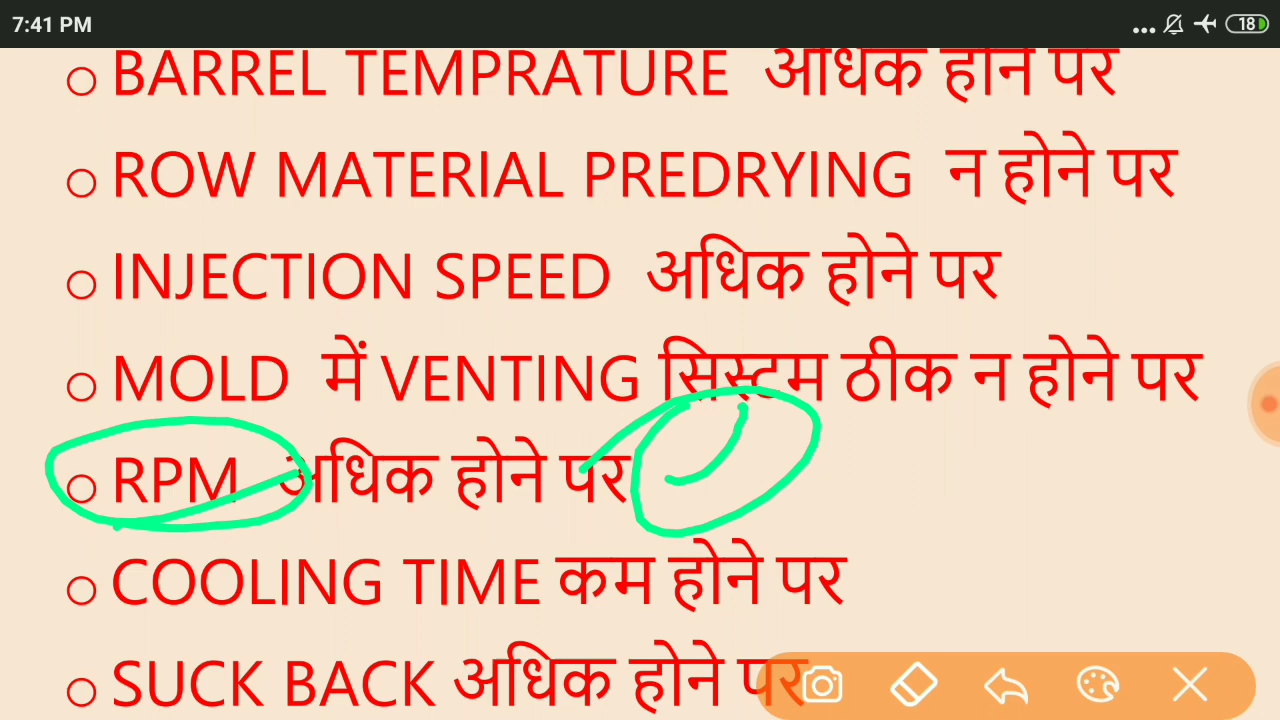 7:41 PM
18
BARREL TEMPRATURE अधिक होने पर
ROW MATERIAL PREDRYING न होने पर
INJECTION SPEED अधिक होने पर
MOLD में VENTING सिस्टम ठीक न होने पर
RPM अधिक होने पर
COOLING TIME कम होने पर
SUCK BACK अधिक होने पर